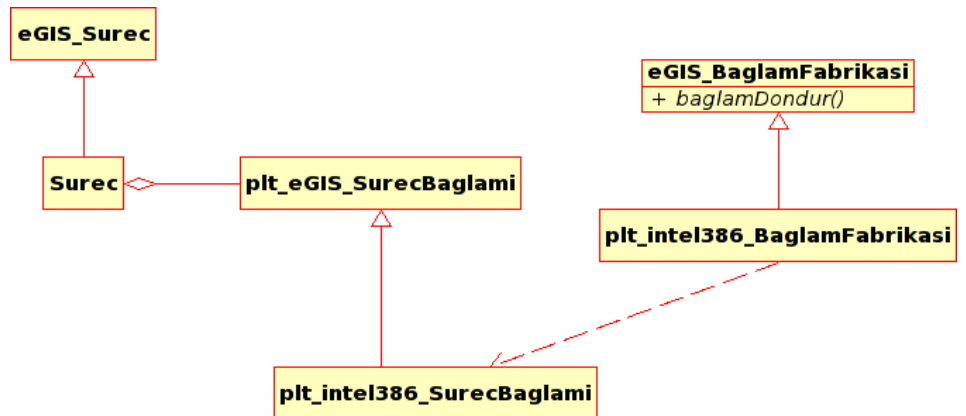 eGIS_Surec
eGIS_BaglamFabrikasi
+ baglamDondur()
Surec
plt_eGIS_SurecBaglami
plt_intel386_BaglamFabrikasi
plt_intel386_SurecBaglami